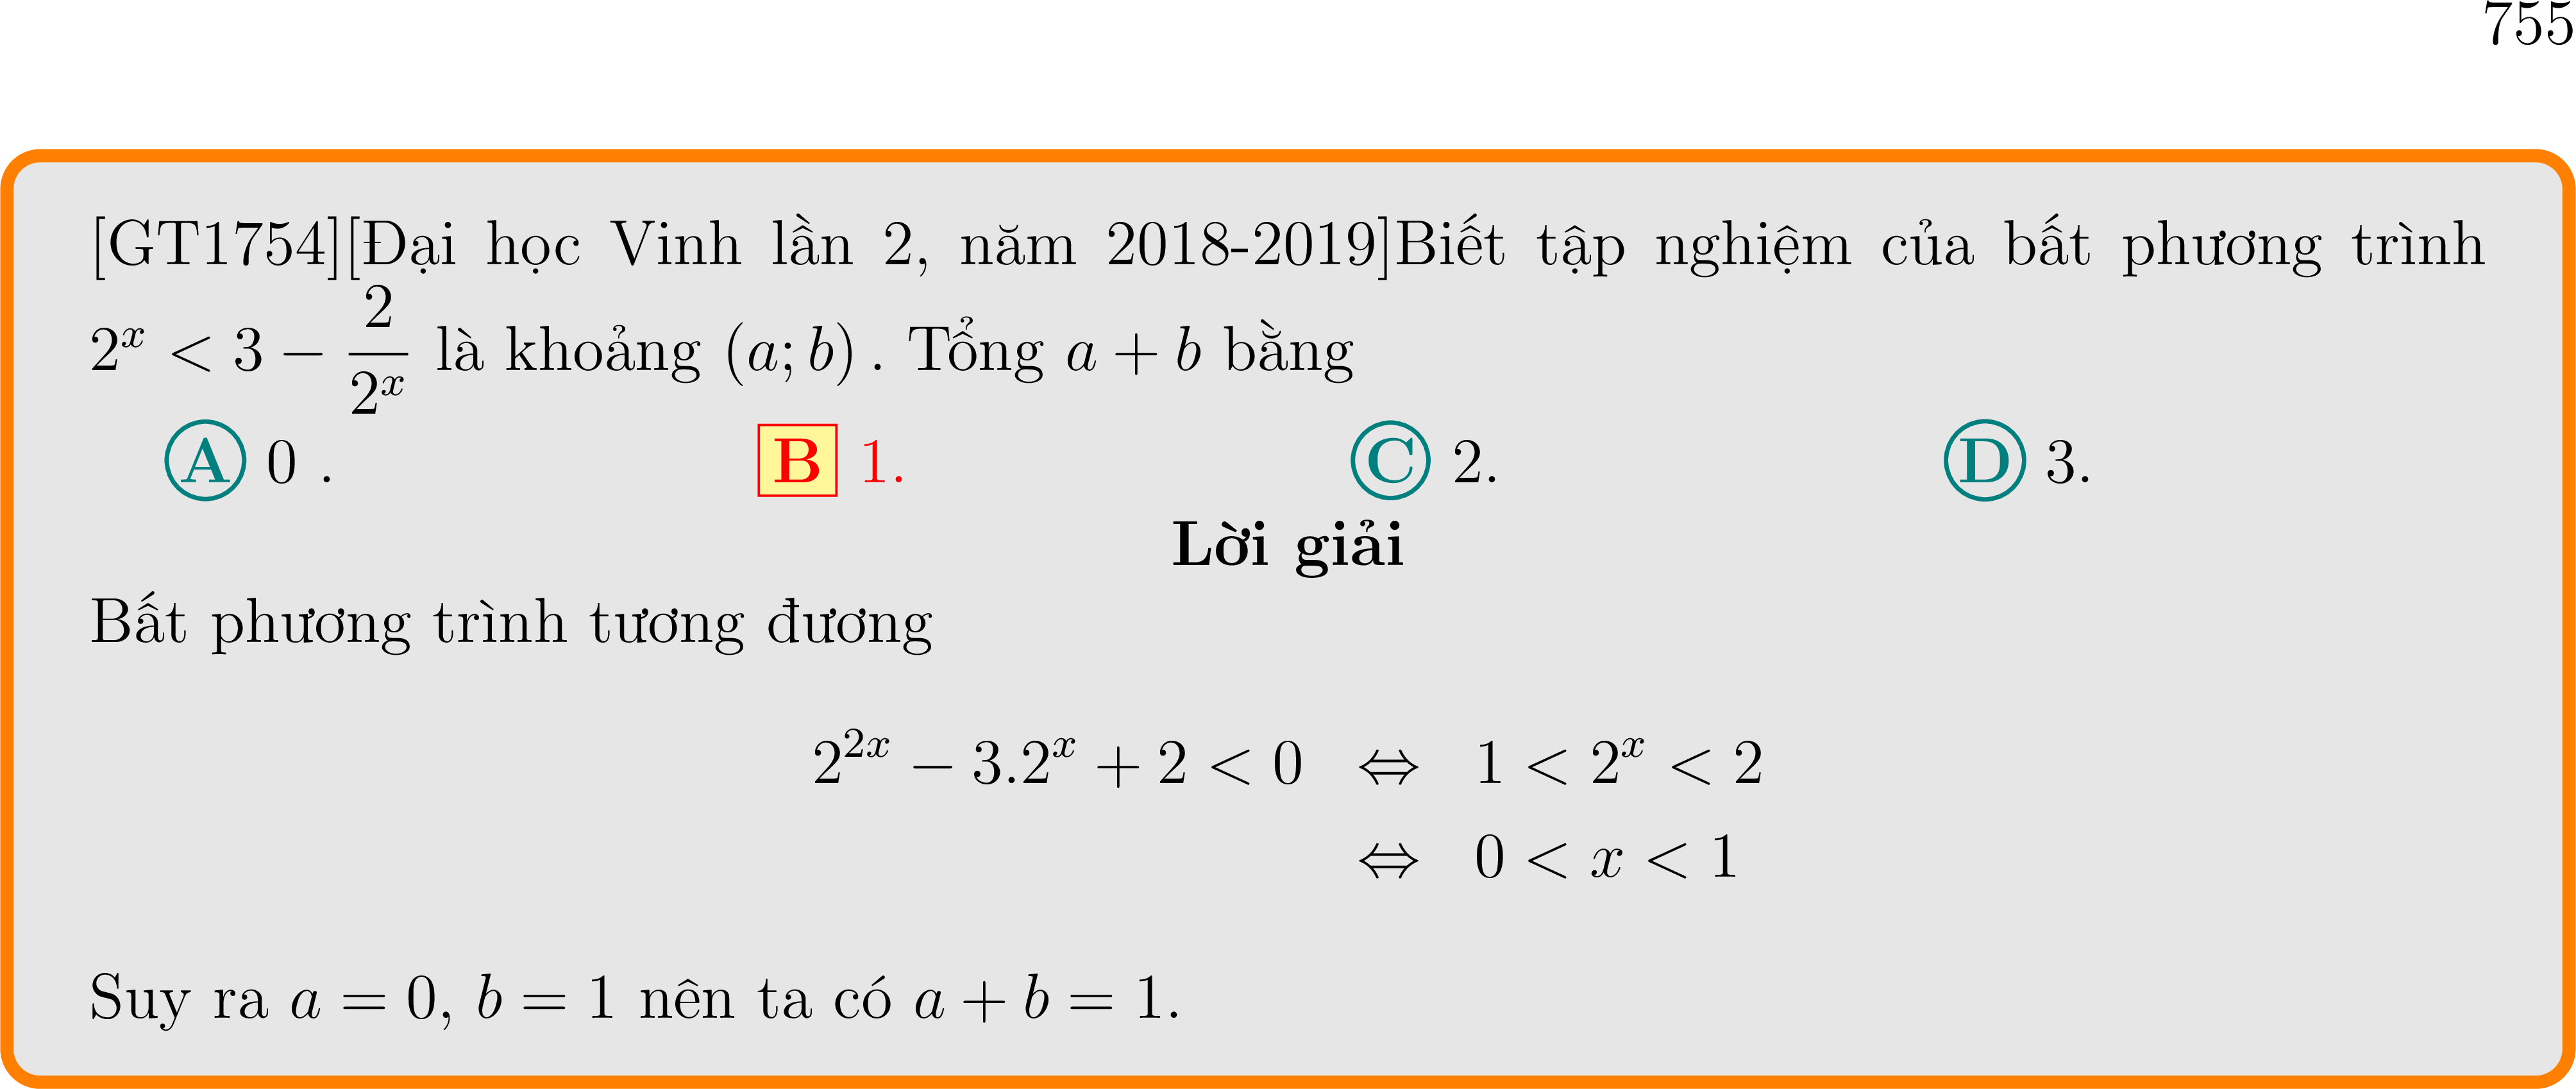 755
[GT1754][Đại học Vinh lần 2, năm 2018-2019]Biết tập nghiệm của bất phương trình
2^x < 3 − \frac{2}{2^x} là khoảng (a; b) . Tổng a + b bằng
A 0 . B 1. C 2. D 3.
Lời giải
Bất phương trình tương đương
2^{2x} − 3.2^x + 2 < 0 ⇔ 1 < 2^x < 2
⇔ 0 < x < 1
Suy ra a = 0, b = 1 nên ta có a + b = 1.